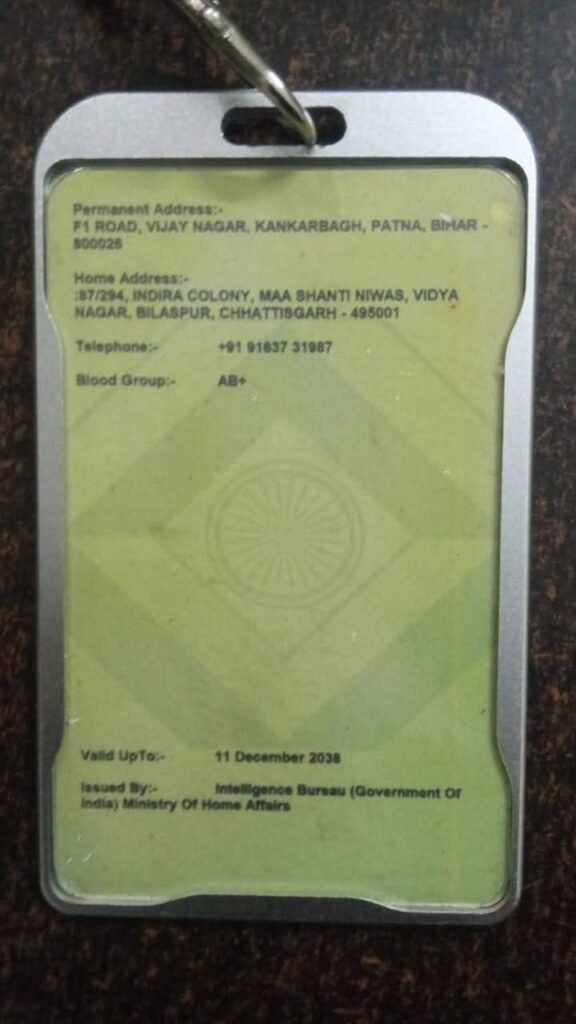 Permanent Address:-
F1 ROAD, VIJAY NAGAR, KANKARBAGH, PATNA, BIHAR -
800026
Home Address:-
:87/294, INDIRA COLONY, MAA SHANTI NIWAS, VIDYA
NAGAR, BILASPUR, CHHATTISGARH - 495001
Telephone:- +91 91637 31987
Blood Group:- AB+
Valid UpTo:- 11 December 2038
Issued By:- Intelligence Bureau (Government Of
India) Ministry Of Home Affairs